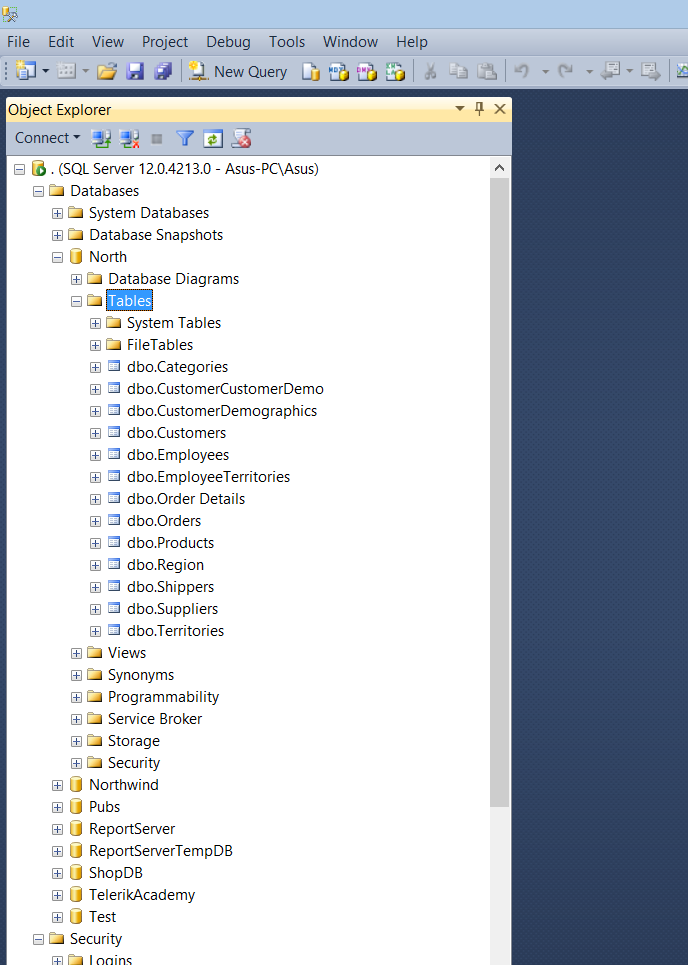 File Edit View Project Debug Tools Window Help
New Query
Object Explorer
Connect
. (SQL Server 12.0.4213.0 - Asus-PC\Asus)
Databases
System Databases
Database Snapshots
North
Database Diagrams
Tables
System Tables
FileTables
dbo.Categories
dbo.CustomerCustomerDemo
dbo.CustomerDemographics
dbo.Customers
dbo.Employees
dbo.EmployeeTerritories
dbo.Order Details
dbo.Orders
dbo.Products
dbo.Region
dbo.Shippers
dbo.Suppliers
dbo.Territories
Views
Synonyms
Programmability
Service Broker
Storage
Security
Northwind
Pubs
ReportServer
ReportServerTempDB
ShopDB
TelerikAcademy
Test
Security
Logins